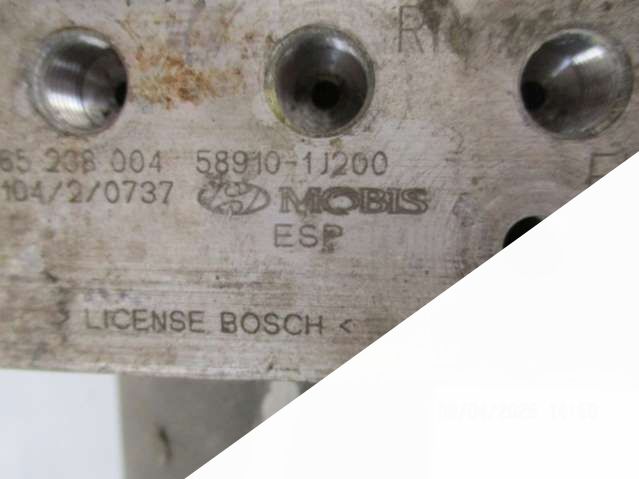 65 238 004 58910-1J200
104/2/0737 MOBIS
ESP
LICENSE BOSCH <